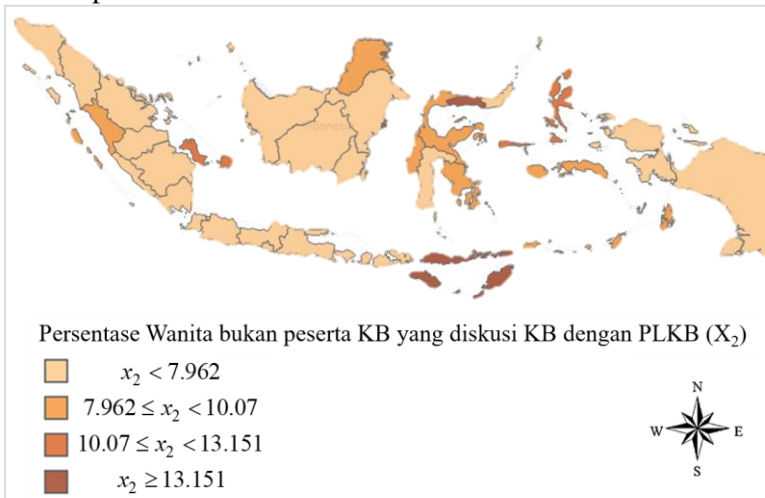 Persentase Wanita bukan peserta KB yang diskusi KB dengan PLKB (X₂)
x₂ < 7.962
7.962 ≤ x₂ < 10.07
10.07 ≤ x₂ < 13.151
x₂ ≥ 13.151
N
W E
S